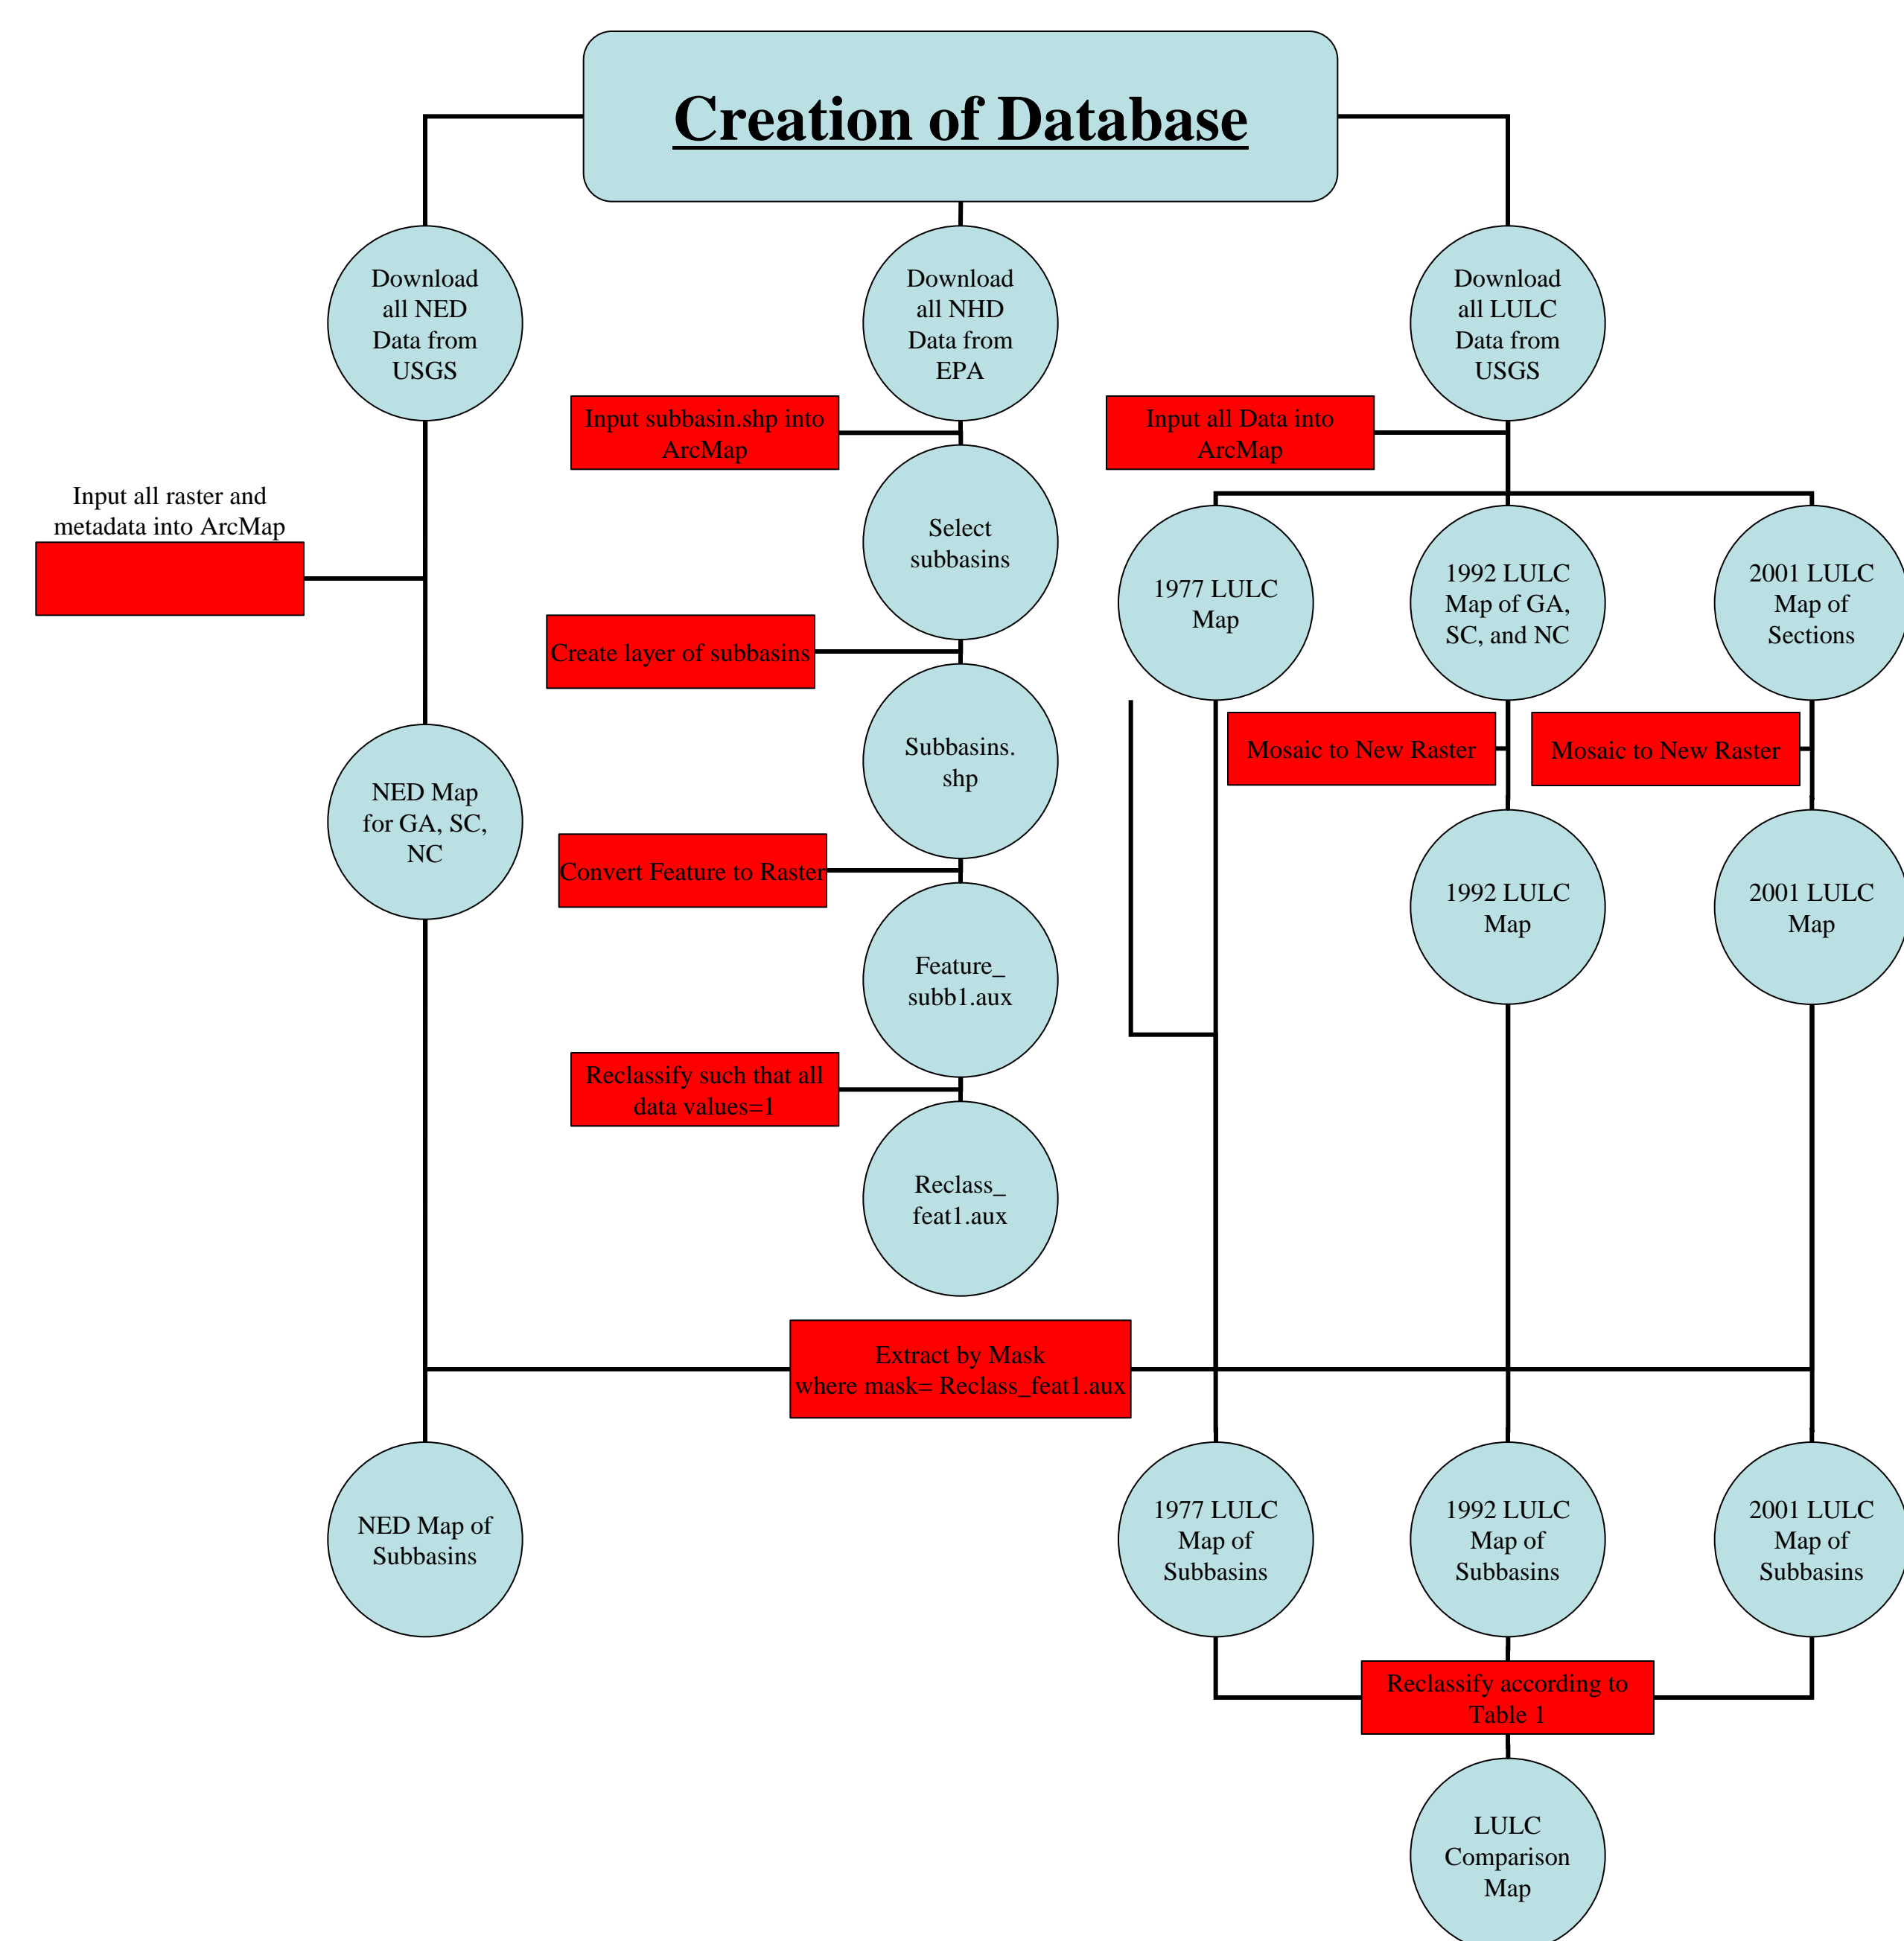 Creation of Database
Download
all NED
Data from
USGS
Download
all NHD
Data from
EPA
Download
all LULC
Data from
USGS
Input subbasin.shp into
ArcMap
Input all Data into
ArcMap
Input all raster and
metadata into ArcMap
Select
subbasins
1977 LULC
Map
1992 LULC
Map of GA,
SC, and NC
2001 LULC
Map of
Sections
Create layer of subbasins
Subbasins.
shp
Mosaic to New Raster
Mosaic to New Raster
NED Map
for GA, SC,
NC
Convert Feature to Raster
1992 LULC
Map
2001 LULC
Map
Feature_
subb1.aux
Reclassify such that all
data values=1
Reclass_
feat1.aux
Extract by Mask
where mask= Reclass_feat1.aux
NED Map of
Subbasins
1977 LULC
Map of
Subbasins
1992 LULC
Map of
Subbasins
2001 LULC
Map of
Subbasins
Reclassify according to
Table 1
LULC
Comparison
Map